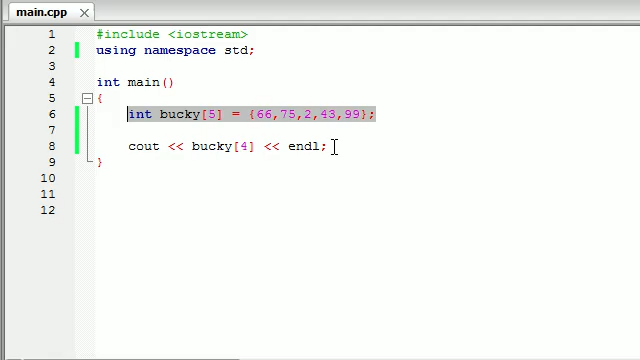 main.cpp
1 #include <iostream>
2 using namespace std;
3
4 int main()
5 {
6 int bucky[5] = {66,75,2,43,99};
7
8 cout << bucky[4] << endl;
9 }
10
11
12